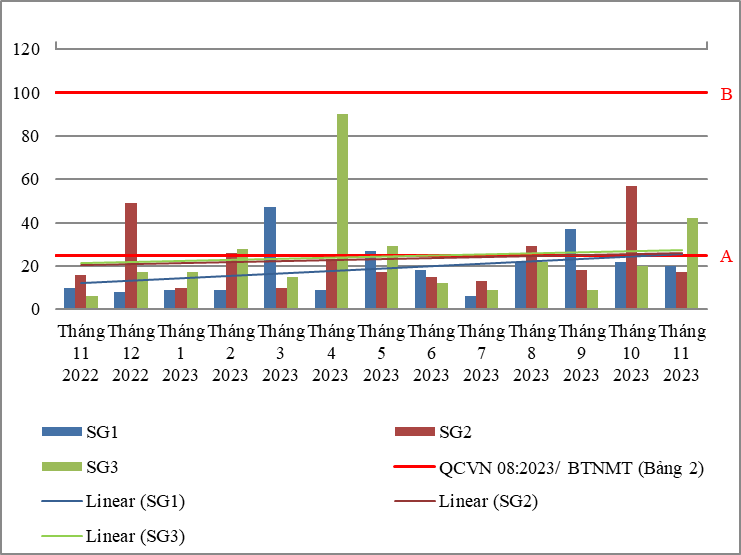 120
100
B
80
60
40
A
20
0
Tháng Tháng Tháng Tháng Tháng Tháng Tháng Tháng Tháng Tháng Tháng Tháng Tháng
11 12 1 2 3 4 5 6 7 8 9 10 11
2022 2022 2023 2023 2023 2023 2023 2023 2023 2023 2023 2023 2023
SG1 SG2
SG3 QCVN 08:2023/ BTNMT (Bảng 2)
Linear (SG1) Linear (SG2)
Linear (SG3)